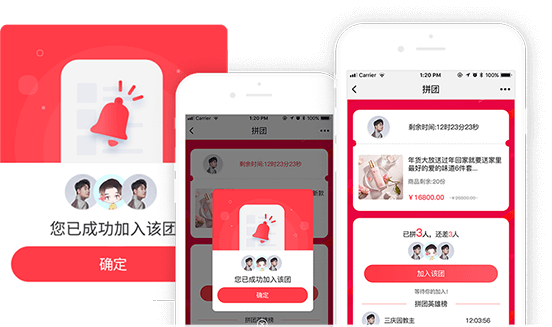 您已成功加入该团
确定
Carrier
1:20 PM
拼团
剩余时间:12时23分23秒
您已成功加入该团
确定
拼团英雄榜
Carrier
1:20 PM
100%
拼团
剩余时间:12时23分23秒
年货大放送过年回家就要送家里
最好的爱的味道6件套...
商品剩余:20份
¥16800.00
¥26800.00
已拼3人，还差3人
加入该团
等待你的加入!
拼团英雄榜
三庆园教主
12:03:56